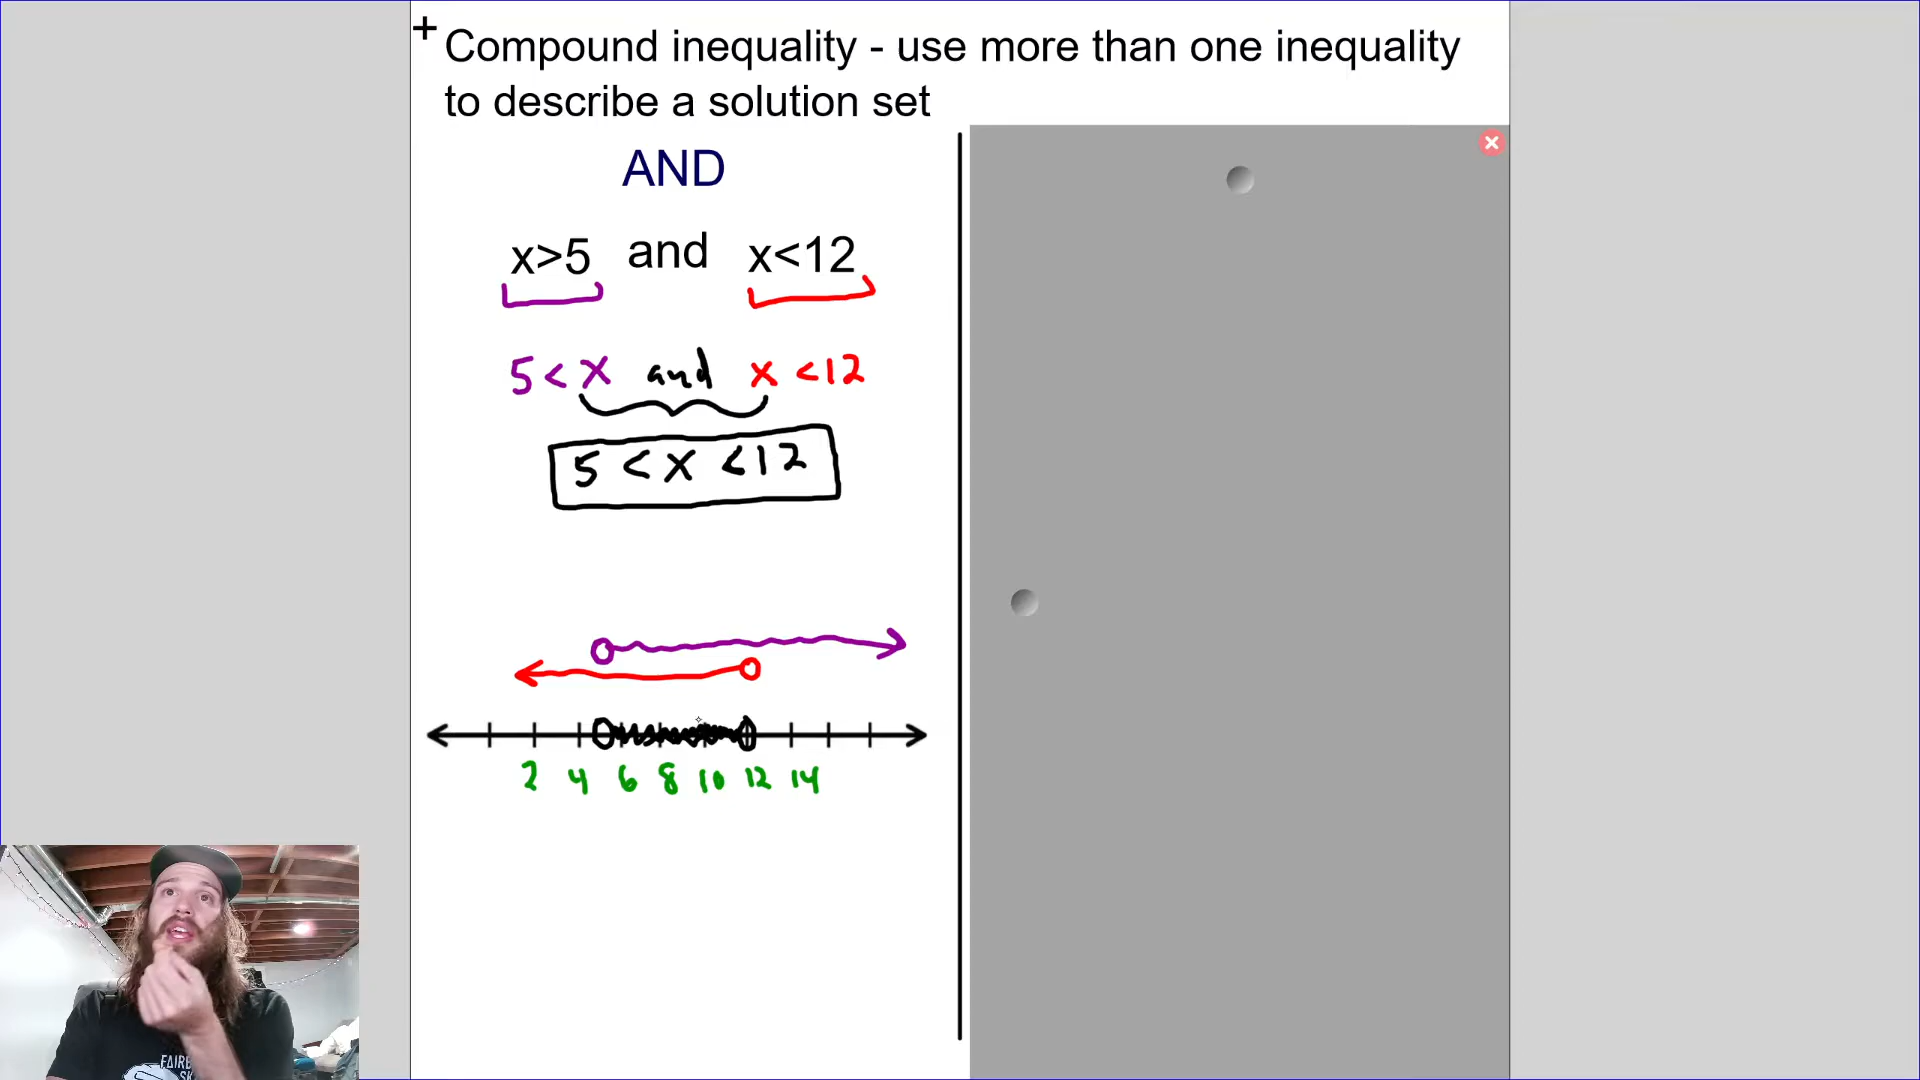 Compound inequality - use more than one inequality
to describe a solution set
AND
x>5 and x<12
5 < x and x < 12
5 < x < 12
2 4 6 8 10 12 14